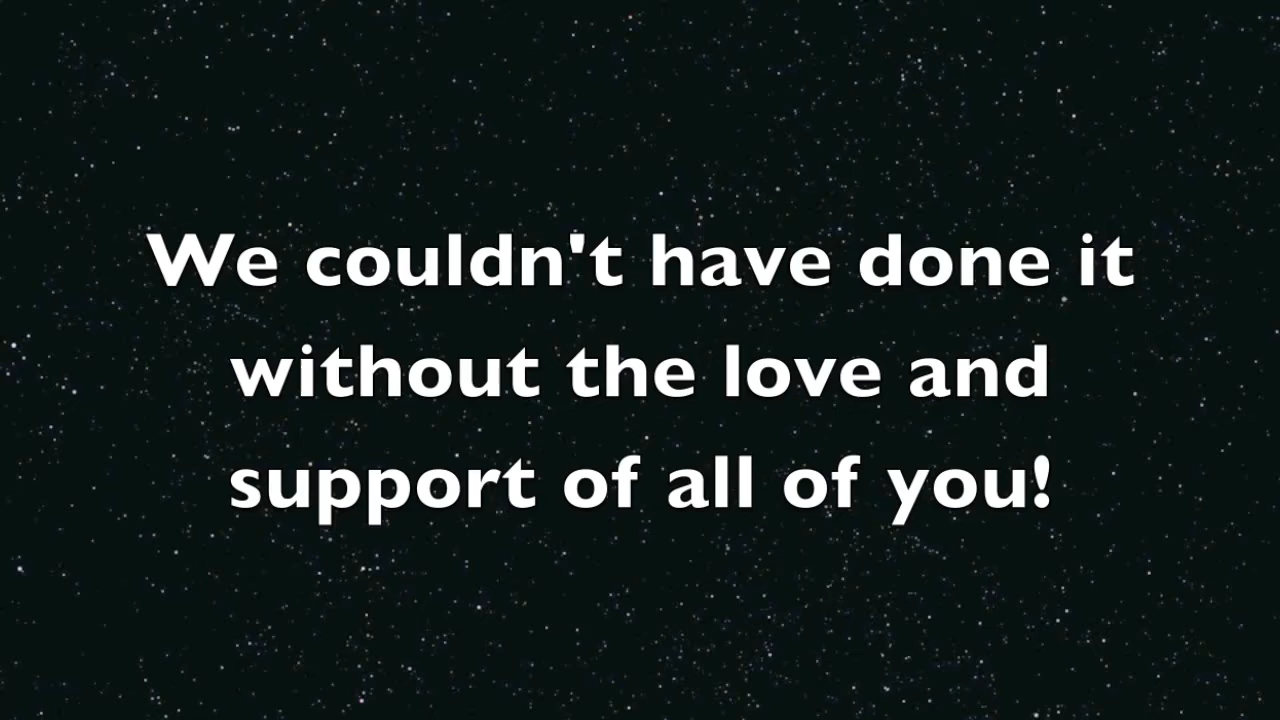 We couldn't have done it
without the love and
support of all of you!